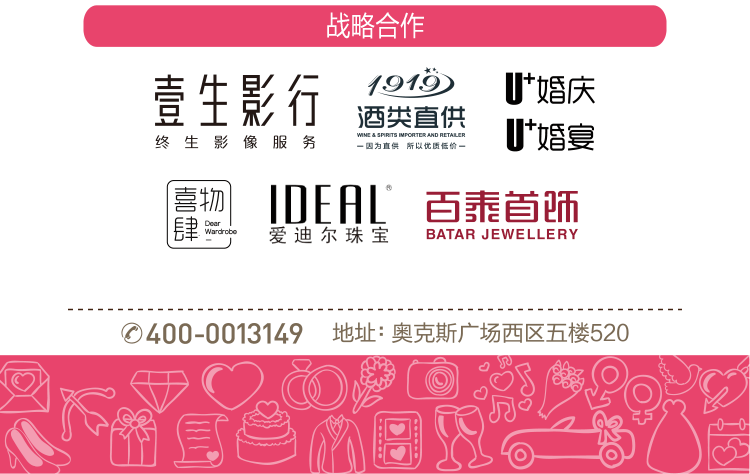 战略合作
壹生影行
终生影像服务
1919
酒类直供
WINE & SPIRITS IMPORTER AND RETAILER
因为直供 所以优质低价
U+婚庆
U+婚宴
喜物肆
Dear Wardrobe
IDEAL®
爱迪尔珠宝
百泰首饰
BATAR JEWELLERY
400-0013149 地址：奥克斯广场西区五楼520